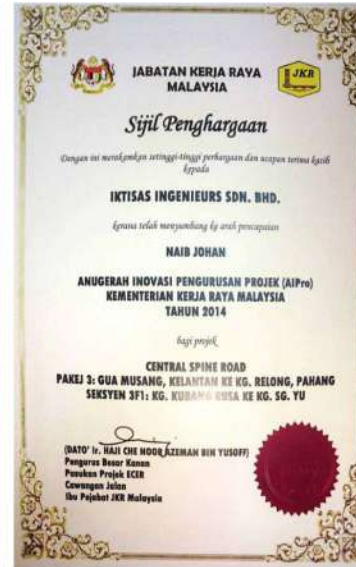 JABATAN KERJA RAYA
MALAYSIA
JKR
Sijil Penghargaan
Dengan ini merakamkan setinggi-tinggi perhargaan dan ucapan terima kasih
kepada
IKTISAS INGENIEURS SDN. BHD.
kerana telah menyumbang ke arah pencapaian
NAIB JOHAN
ANUGERAH INOVASI PENGURUSAN PROJEK (AIPro)
KEMENTERIAN KERJA RAYA MALAYSIA
TAHUN 2014
bagi projek
CENTRAL SPINE ROAD
PAKEJ 3: GUA MUSANG, KELANTAN KE KG. RELONG, PAHANG
SEKSYEN 3F1: KG. KUBANG RUSA KE KG. SG. YU
(DATO' Ir. HAJI CHE NOOR AZEMAN BIN YUSOFF)
Pengurus Besar Kanan
Pasukan Projek ECER
Cawangan Jalan
Ibu Pejabat JKR Malaysia